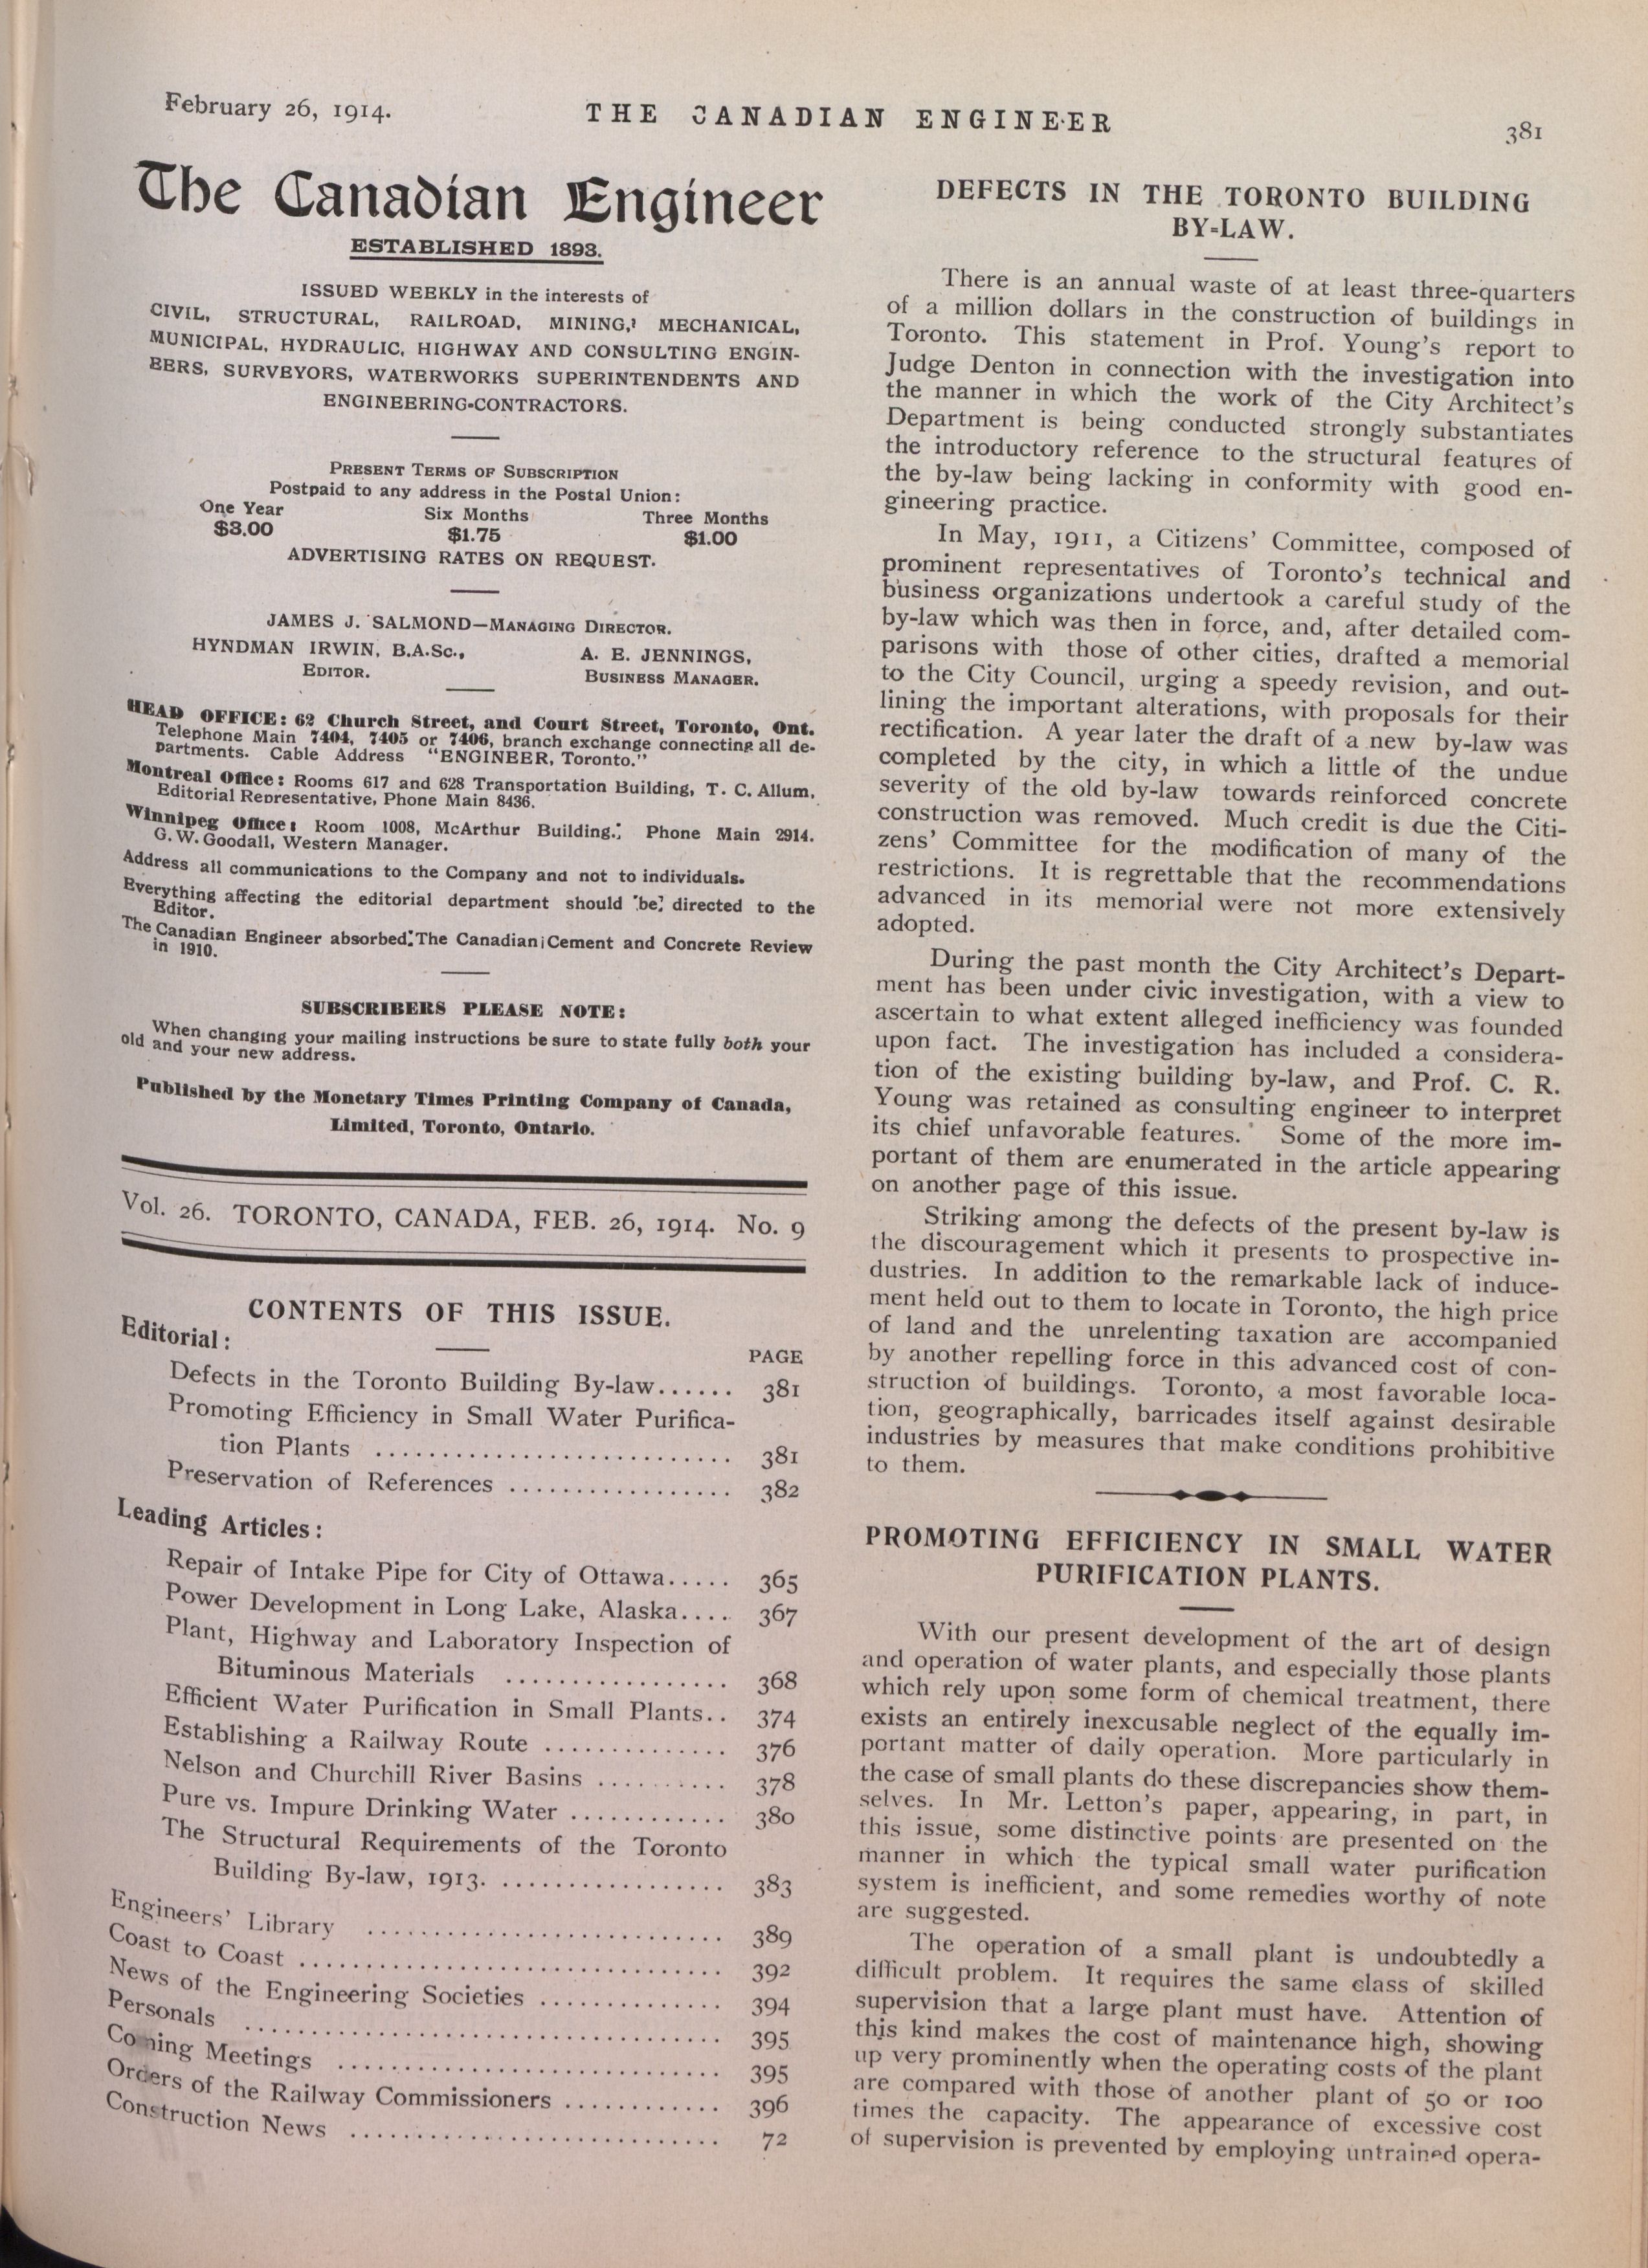 February 26, 1914.
THE CANADIAN ENGINEER
381
The Canadian Engineer
ESTABLISHED 1893.
ISSUED WEEKLY in the interests of
CIVIL, STRUCTURAL, RAILROAD, MINING, MECHANICAL,
MUNICIPAL, HYDRAULIC, HIGHWAY AND CONSULTING ENGIN-
EERS, SURVEYORS, WATERWORKS SUPERINTENDENTS AND
ENGINEERING-CONTRACTORS.
PRESENT TERMS OF SUBSCRIPTION
Postpaid to any address in the Postal Union:
One Year Six Months Three Months
$3.00 $1.75 $1.00
ADVERTISING RATES ON REQUEST.
JAMES J. SALMOND—MANAGING DIRECTOR.
HYNDMAN IRWIN, B.A.Sc., A. E. JENNINGS,
EDITOR. BUSINESS MANAGER.
HEAD OFFICE: 62 Church Street, and Court Street, Toronto, Ont.
Telephone Main 7404, 7405 or 7406, branch exchange connecting all de-
partments. Cable Address "ENGINEER, Toronto."
Montreal Office: Rooms 617 and 628 Transportation Building, T. C. Allum,
Editorial Representative, Phone Main 8436.
Winnipeg Office: Room 1008, McArthur Building. Phone Main 2914.
G. W. Goodall, Western Manager.
Address all communications to the Company and not to individuals.
Everything affecting the editorial department should be directed to the
Editor.
The Canadian Engineer absorbed The Canadian Cement and Concrete Review
in 1910.
SUBSCRIBERS PLEASE NOTE:
When changing your mailing instructions be sure to state fully both your
old and your new address.
Published by the Monetary Times Printing Company of Canada,
Limited, Toronto, Ontario.
Vol. 26. TORONTO, CANADA, FEB. 26, 1914. No. 9
CONTENTS OF THIS ISSUE.
Editorial:
PAGE
Defects in the Toronto Building By-law...... 381
Promoting Efficiency in Small Water Purifica-
tion Plants ........................... 381
Preservation of References ................. 382
Leading Articles:
Repair of Intake Pipe for City of Ottawa..... 365
Power Development in Long Lake, Alaska.... 367
Plant, Highway and Laboratory Inspection of
Bituminous Materials ................. 368
Efficient Water Purification in Small Plants.. 374
Establishing a Railway Route .............. 376
Nelson and Churchill River Basins .......... 378
Pure vs. Impure Drinking Water ............ 380
The Structural Requirements of the Toronto
Building By-law, 1913. ................. 383
Engineers' Library ........................... 389
Coast to Coast ................................ 392
News of the Engineering Societies .............. 394
Personals .................................... 395
Coming Meetings ............................. 395
Orders of the Railway Commissioners ............ 396
Construction News ............................ 72
DEFECTS IN THE TORONTO BUILDING
BY-LAW.
There is an annual waste of at least three-quarters
of a million dollars in the construction of buildings in
Toronto. This statement in Prof. Young's report to
Judge Denton in connection with the investigation into
the manner in which the work of the City Architect's
Department is being conducted strongly substantiates
the introductory reference to the structural features of
the by-law being lacking in conformity with good en-
gineering practice.
In May, 1911, a Citizens' Committee, composed of
prominent representatives of Toronto's technical and
business organizations undertook a careful study of the
by-law which was then in force, and, after detailed com-
parisons with those of other cities, drafted a memorial
to the City Council, urging a speedy revision, and out-
lining the important alterations, with proposals for their
rectification. A year later the draft of a new by-law was
completed by the city, in which a little of the undue
severity of the old by-law towards reinforced concrete
construction was removed. Much credit is due the Citi-
zens' Committee for the modification of many of the
restrictions. It is regrettable that the recommendations
advanced in its memorial were not more extensively
adopted.
During the past month the City Architect's Depart-
ment has been under civic investigation, with a view to
ascertain to what extent alleged inefficiency was founded
upon fact. The investigation has included a considera-
tion of the existing building by-law, and Prof. C. R.
Young was retained as consulting engineer to interpret
its chief unfavorable features. Some of the more im-
portant of them are enumerated in the article appearing
on another page of this issue.
Striking among the defects of the present by-law is
the discouragement which it presents to prospective in-
dustries. In addition to the remarkable lack of induce-
ment held out to them to locate in Toronto, the high price
of land and the unrelenting taxation are accompanied
by another repelling force in this advanced cost of con-
struction of buildings. Toronto, a most favorable loca-
tion, geographically, barricades itself against desirable
industries by measures that make conditions prohibitive
to them.
PROMOTING EFFICIENCY IN SMALL WATER
PURIFICATION PLANTS.
With our present development of the art of design
and operation of water plants, and especially those plants
which rely upon some form of chemical treatment, there
exists an entirely inexcusable neglect of the equally im-
portant matter of daily operation. More particularly in
the case of small plants do these discrepancies show them-
selves. In Mr. Letton's paper, appearing, in part, in
this issue, some distinctive points are presented on the
manner in which the typical small water purification
system is inefficient, and some remedies worthy of note
are suggested.
The operation of a small plant is undoubtedly a
difficult problem. It requires the same class of skilled
supervision that a large plant must have. Attention of
this kind makes the cost of maintenance high, showing
up very prominently when the operating costs of the plant
are compared with those of another plant of 50 or 100
times the capacity. The appearance of excessive cost
of supervision is prevented by employing untrained opera-